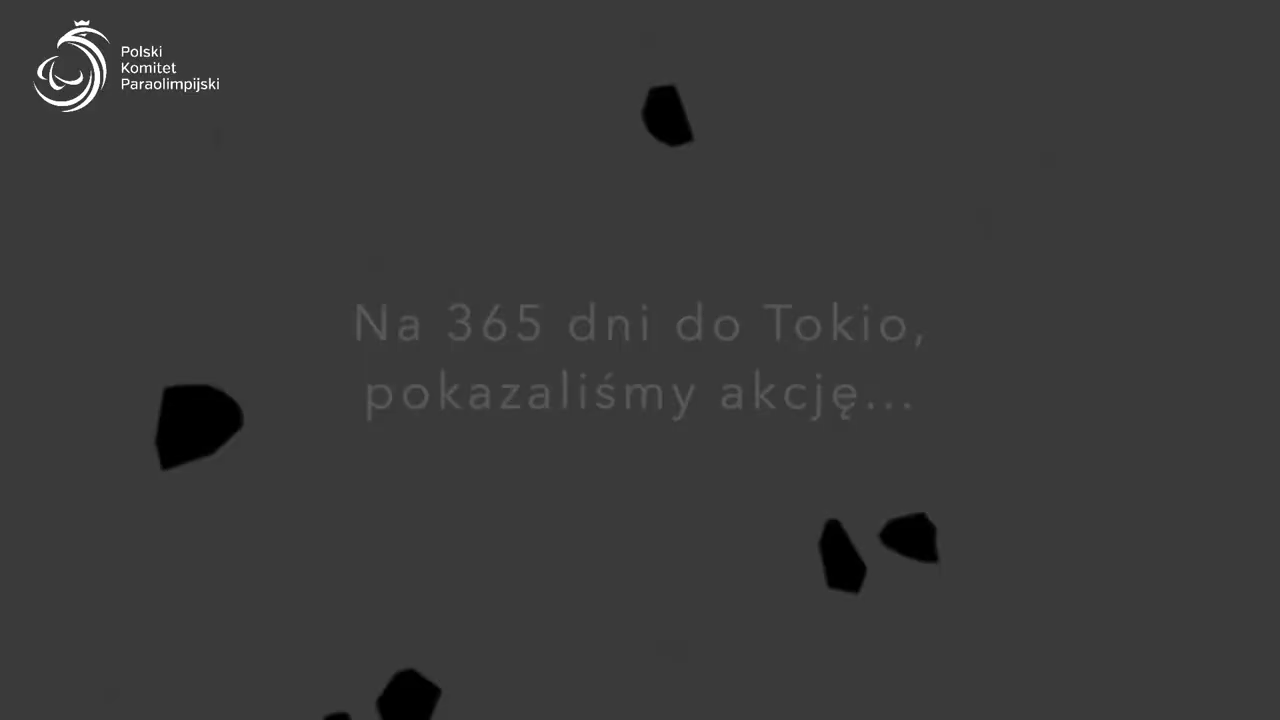 Polski
Komitet
Paraolimpijski
Na 365 dni do Tokio,
pokazaliśmy akcję...